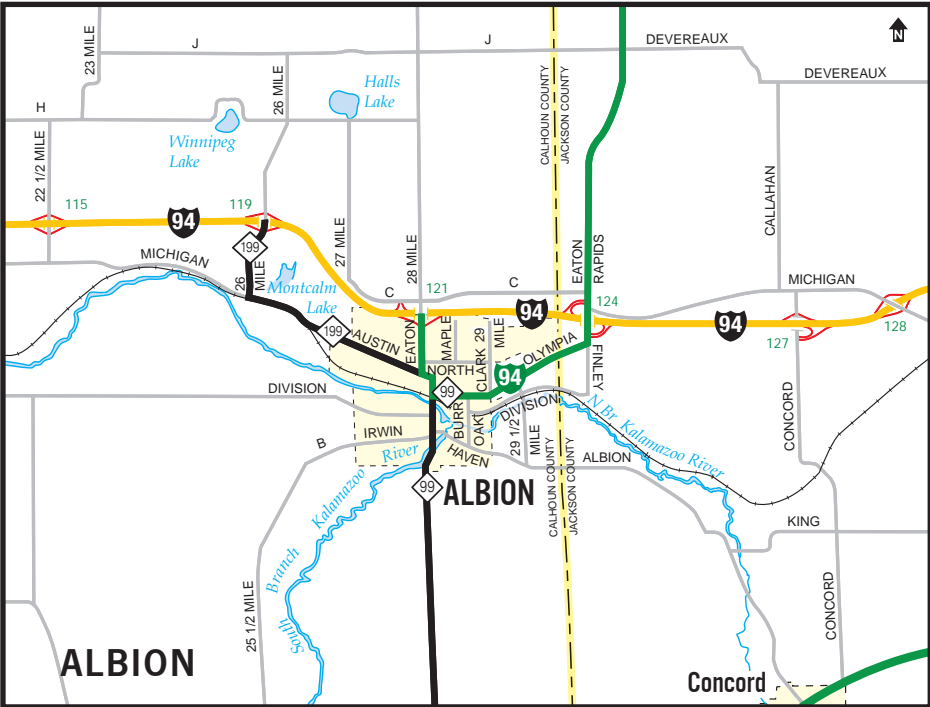 23 MILE
J
J
DEVEREAUX
N
DEVEREAUX
26 MILE
Halls
Lake
H
Winnipeg
Lake
CALHOUN COUNTY
JACKSON COUNTY
22 1/2 MILE
CALLAHAN
115
94
119
199
27 MILE
28 MILE
EATON
RAPIDS
MICHIGAN
26
MILE
Montcalm
Lake
C
121
C
94
124
MICHIGAN
94
127
128
199
AUSTIN
EATON
MAPLE
CLARK
29
MILE
OLYMPIA
NORTH
94
FINLEY
99
DIVISION
DIVISION
BURR
OAK
29 1/2
MILE
N Br Kalamazoo River
CONCORD
B
IRWIN
HAVEN
ALBION
CALHOUN COUNTY
JACKSON COUNTY
99
ALBION
South Branch Kalamazoo River
KING
25 1/2 MILE
CONCORD
ALBION
Concord